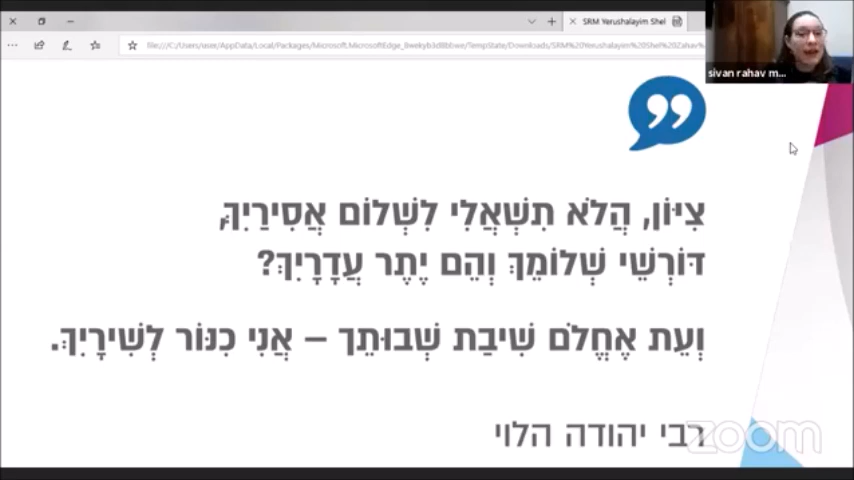 SRM Yerushalayim Shel
sivan rahav m...
צִיּוֹן, הֲלֹא תִשְׁאֲלִי לִשְׁלוֹם אֲסִירַיִךְ,
דּוֹרְשֵׁי שְׁלוֹמֵךְ וְהֵם יֶתֶר עֲדָרָיִךְ?
וְעֵת אֶחֱלֹם שִׁיבַת שְׁבוּתֵךְ – אֲנִי כִנּוֹר לְשִׁירָיִךְ.
רבי יהודה הלוי
zoom